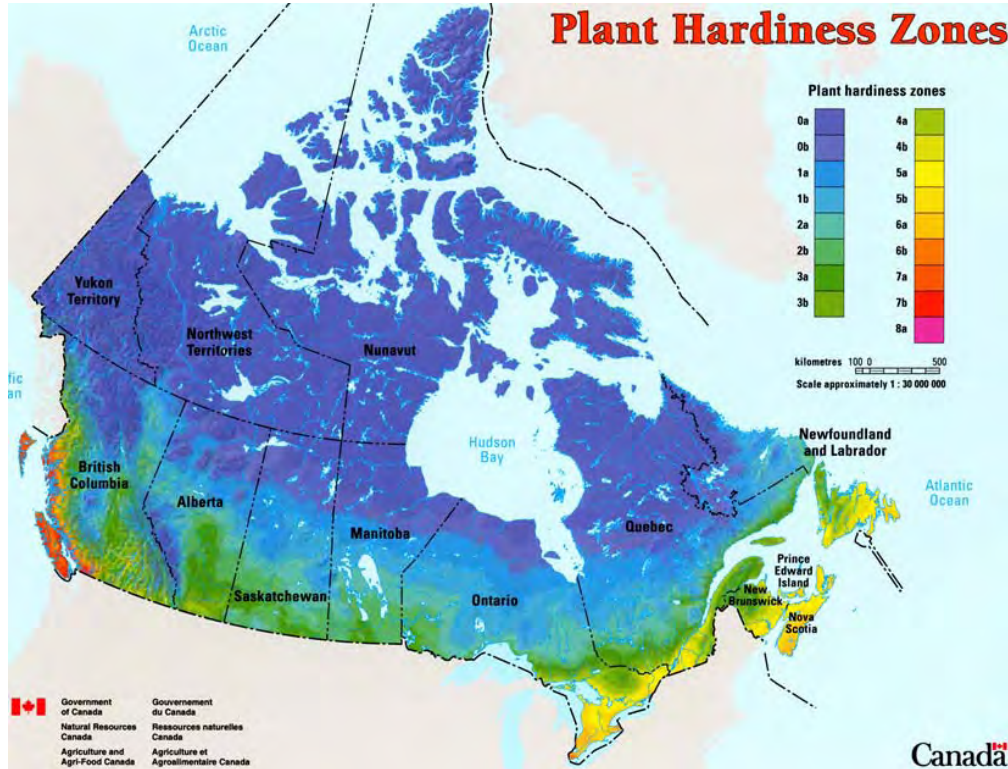 Plant Hardiness Zones
Arctic
Ocean
Plant hardiness zones
0a
0b
1a
1b
2a
2b
3a
3b
4a
4b
5a
5b
6a
6b
7a
7b
8a
kilometres 100 0 500
Scale approximately 1 : 30 000 000
Yukon
Territory
Northwest
Territories
Nunavut
fic
an
British
Columbia
Alberta
Saskatchewan
Manitoba
Hudson
Bay
Ontario
Quebec
Newfoundland
and Labrador
Atlantic
Ocean
Prince
Edward
Island
New
Brunswick
Nova
Scotia
Government
of Canada
Gouvernement
du Canada
Natural Resources
Canada
Ressources naturelles
Canada
Agriculture and
Agri-Food Canada
Agriculture et
Agroalimentaire Canada
Canada